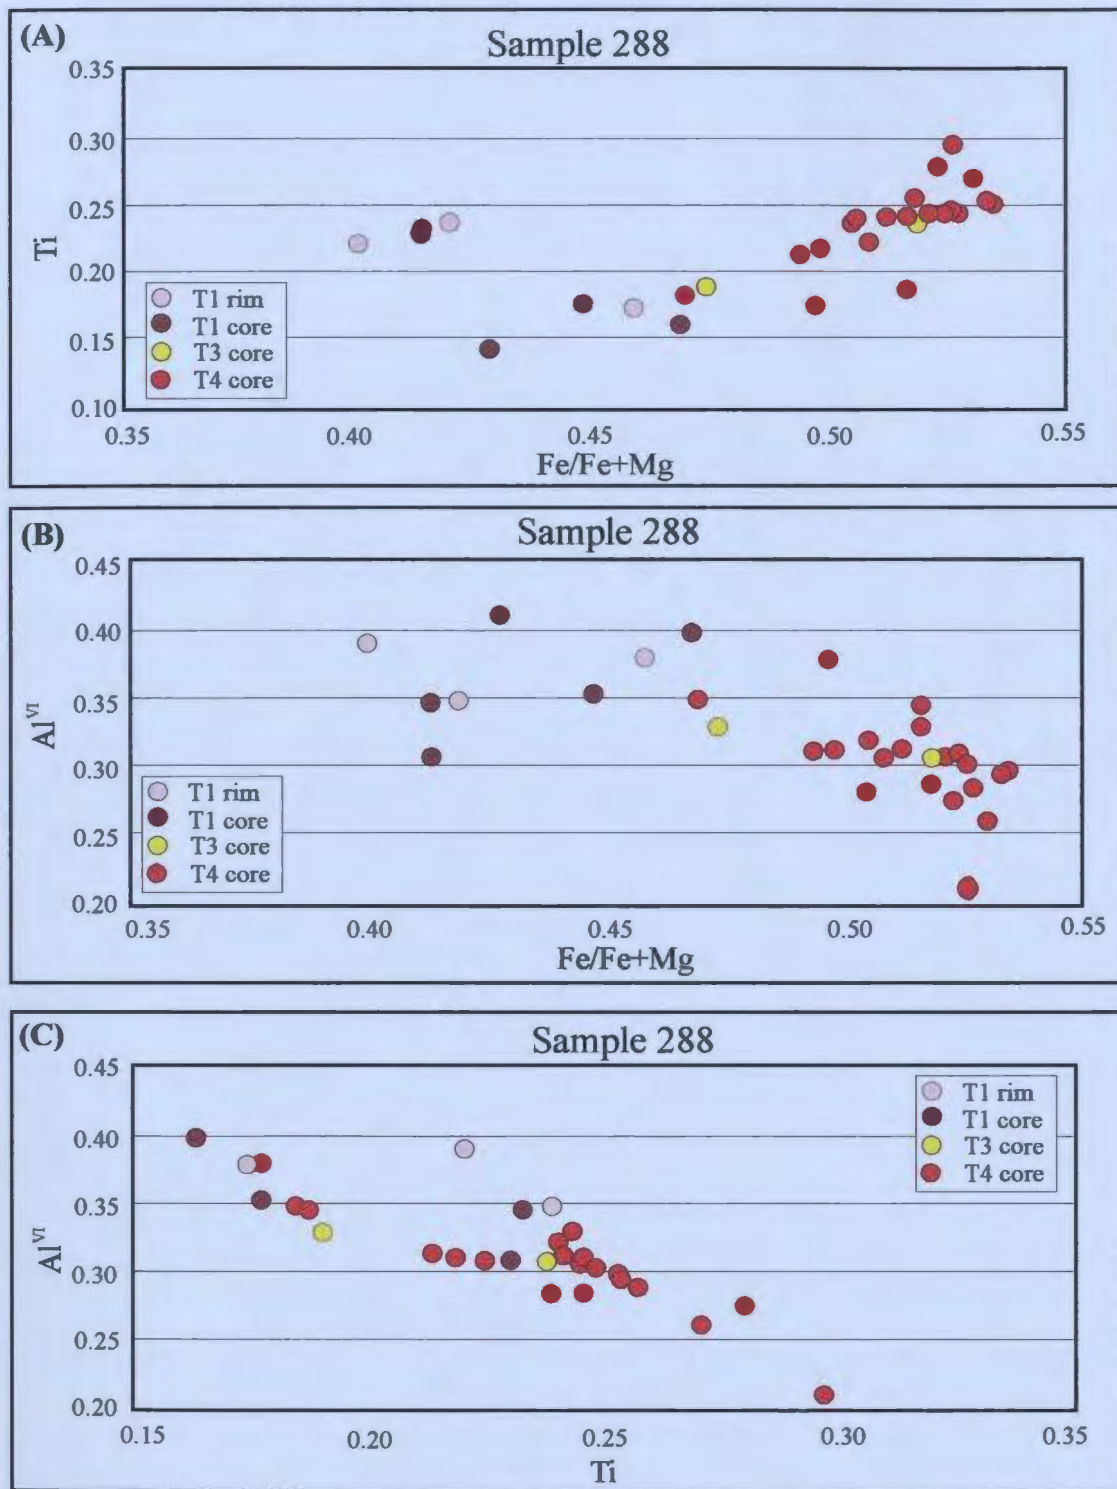 (A)
Sample 288
Ti
0.35
0.30
0.25
0.20
0.15
0.10
T1 rim
T1 core
T3 core
T4 core
0.35 0.40 0.45 0.50 0.55
Fe/Fe+Mg
(B)
Sample 288
Al^VI
0.45
0.40
0.35
0.30
0.25
0.20
T1 rim
T1 core
T3 core
T4 core
0.35 0.40 0.45 0.50 0.55
Fe/Fe+Mg
(C)
Sample 288
Al^VI
0.45
0.40
0.35
0.30
0.25
0.20
T1 rim
T1 core
T3 core
T4 core
0.15 0.20 0.25 0.30 0.35
Ti